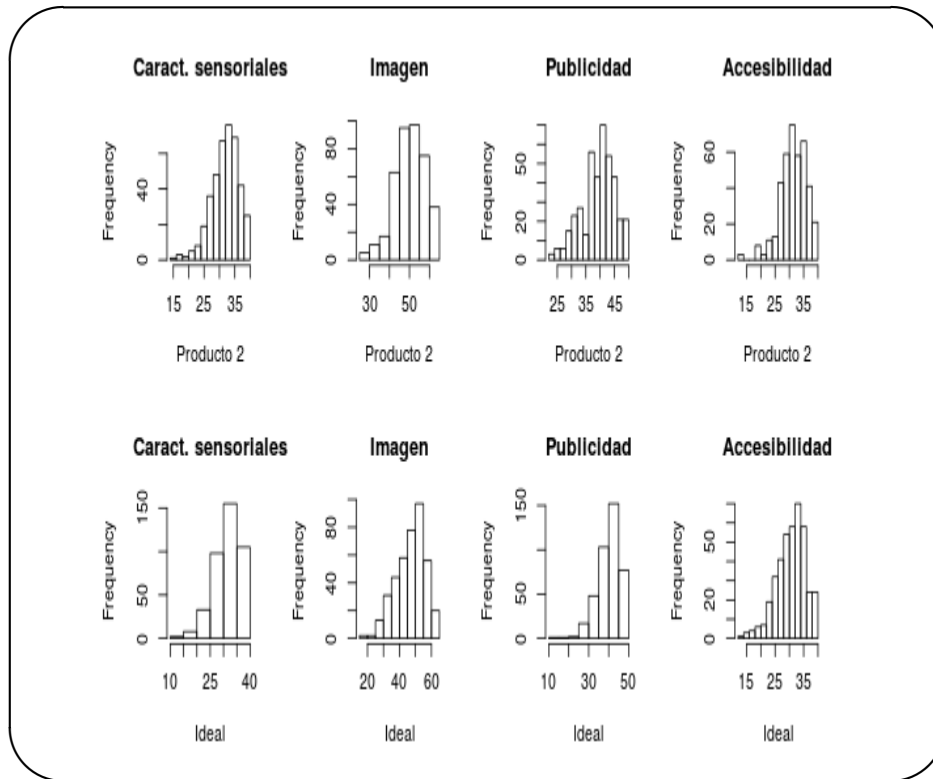 Caract. sensoriales Imagen Publicidad Accesibilidad
Frequency Frequency Frequency Frequency
0 40 0 40 80 0 20 50 0 20 60
15 25 35 30 50 25 35 45 15 25 35
Producto 2 Producto 2 Producto 2 Producto 2
Caract. sensoriales Imagen Publicidad Accesibilidad
Frequency Frequency Frequency Frequency
0 50 150 0 40 80 0 50 150 0 20 50
10 25 40 20 40 60 10 30 50 15 25 35
Ideal Ideal Ideal Ideal